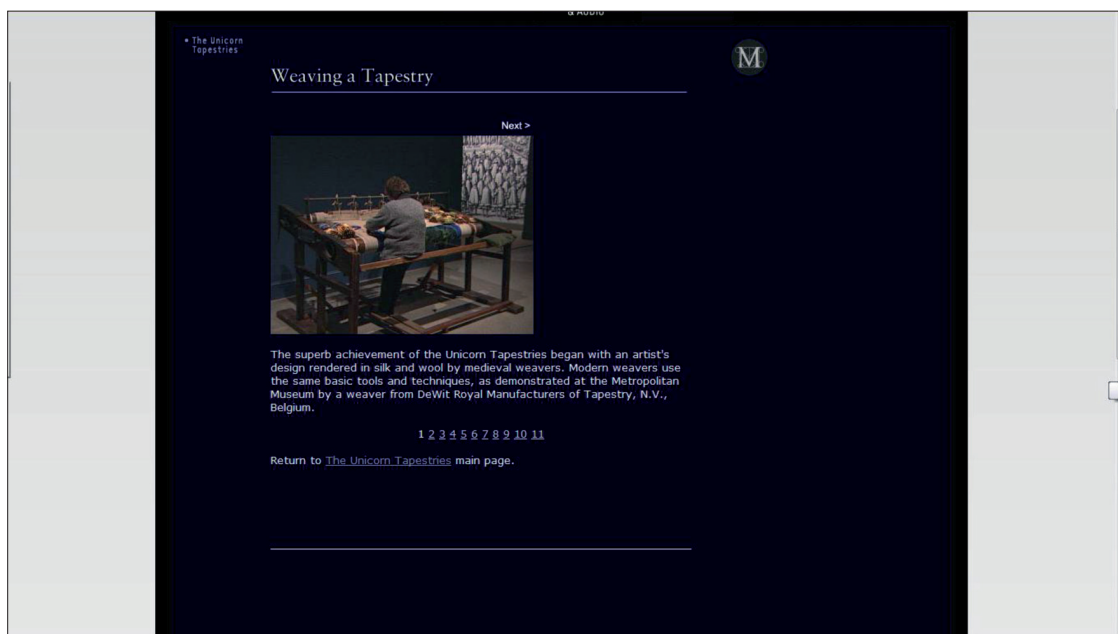 & AUDIO
• The Unicorn
Tapestries
M
Weaving a Tapestry
Next >
The superb achievement of the Unicorn Tapestries began with an artist's
design rendered in silk and wool by medieval weavers. Modern weavers use
the same basic tools and techniques, as demonstrated at the Metropolitan
Museum by a weaver from DeWit Royal Manufacturers of Tapestry, N.V.,
Belgium.
1 2 3 4 5 6 7 8 9 10 11
Return to The Unicorn Tapestries main page.